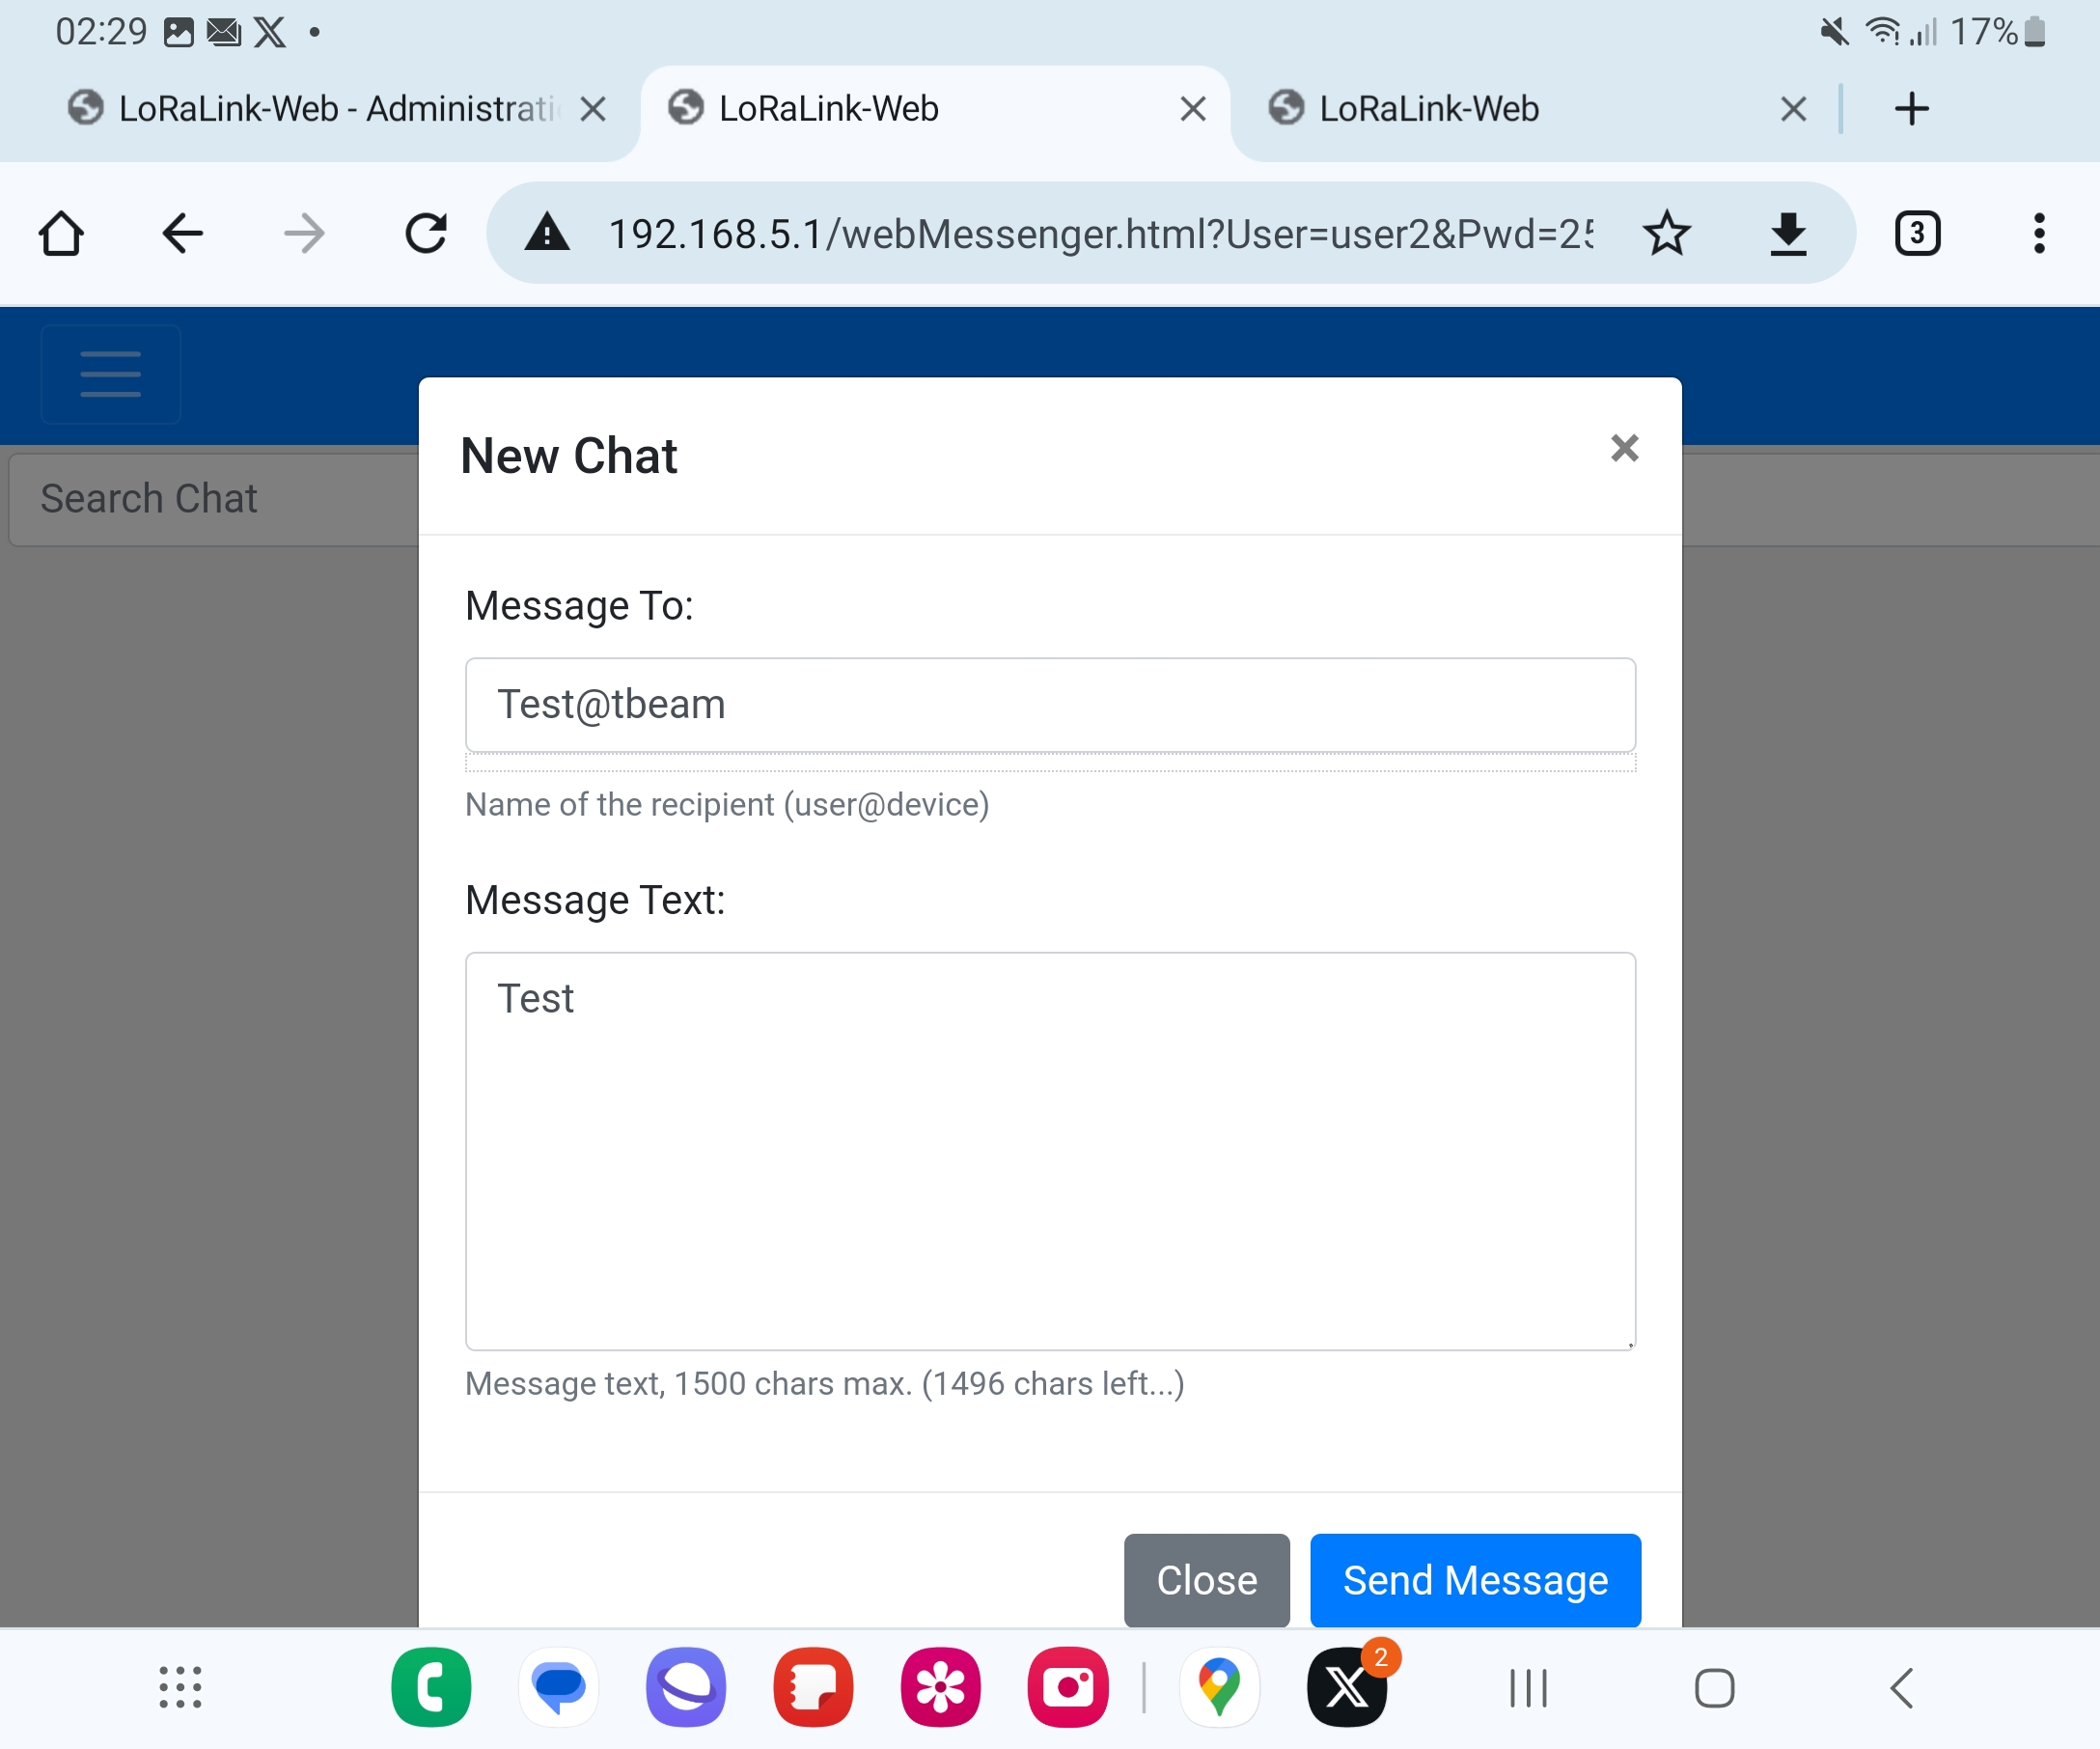 02:29 17%
LoRaLink-Web - Administrati LoRaLink-Web LoRaLink-Web
192.168.5.1/webMessenger.html?User=user2&Pwd=25 3
New Chat
Search Chat
Message To:
Test@tbeam
Name of the recipient (user@device)
Message Text:
Test
Message text, 1500 chars max. (1496 chars left...)
Close Send Message
2